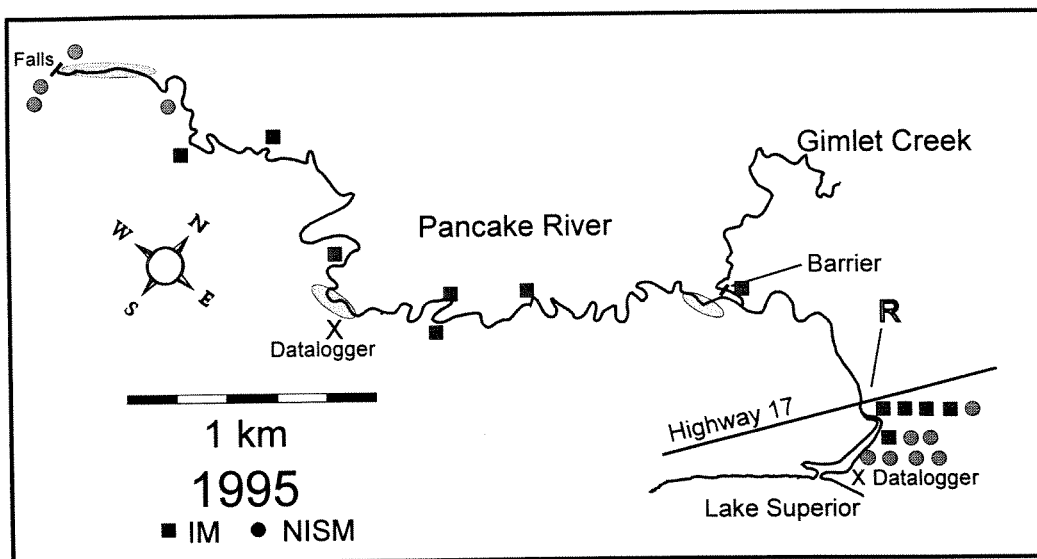 Falls
Gimlet Creek
N
W
S
E
Pancake River
Barrier
R
X
Datalogger
Highway 17
1 km
1995
X Datalogger
Lake Superior
IM
NISM